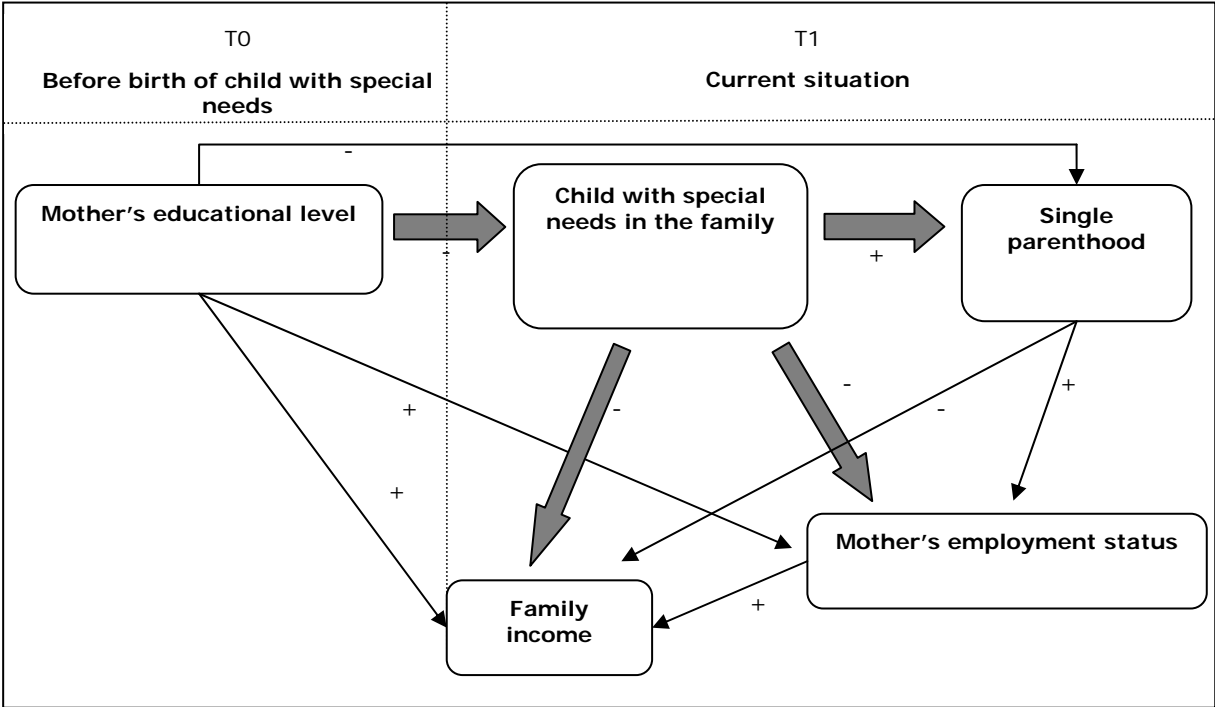 T0
Before birth of child with special
needs
T1
Current situation
-
Mother's educational level
-
Child with special
needs in the family
+
Single
parenthood
+
+
-
-
-
+
Mother's employment status
+
Family
income